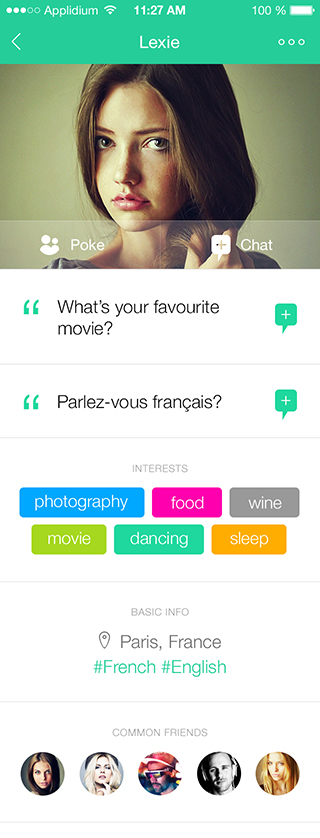 Applidium 11:27 AM 100 %
Lexie
Poke Chat
What's your favourite
movie?
Parlez-vous français?
INTERESTS
photography food wine
movie dancing sleep
BASIC INFO
Paris, France
#French #English
COMMON FRIENDS